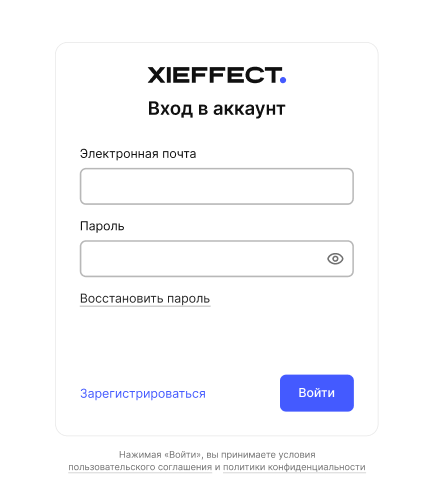 XIEFFECT.
Вход в аккаунт
Электронная почта
Пароль
Восстановить пароль
Зарегистрироваться
Войти
Нажимая «Войти», вы принимаете условия
пользовательского соглашения и политики конфиденциальности